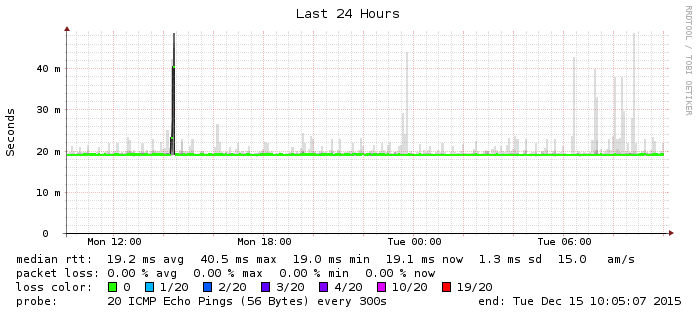 Last 24 Hours
RRDTOOL / TOBI OETIKER
Seconds
40 m
30 m
20 m
10 m
0
Mon 12:00 Mon 18:00 Tue 00:00 Tue 06:00
median rtt: 19.2 ms avg 40.5 ms max 19.0 ms min 19.1 ms now 1.3 ms sd 15.0 am/s
packet loss: 0.00 % avg 0.00 % max 0.00 % min 0.00 % now
loss color: 0 1/20 2/20 3/20 4/20 10/20 19/20
probe: 20 ICMP Echo Pings (56 Bytes) every 300s end: Tue Dec 15 10:05:07 2015